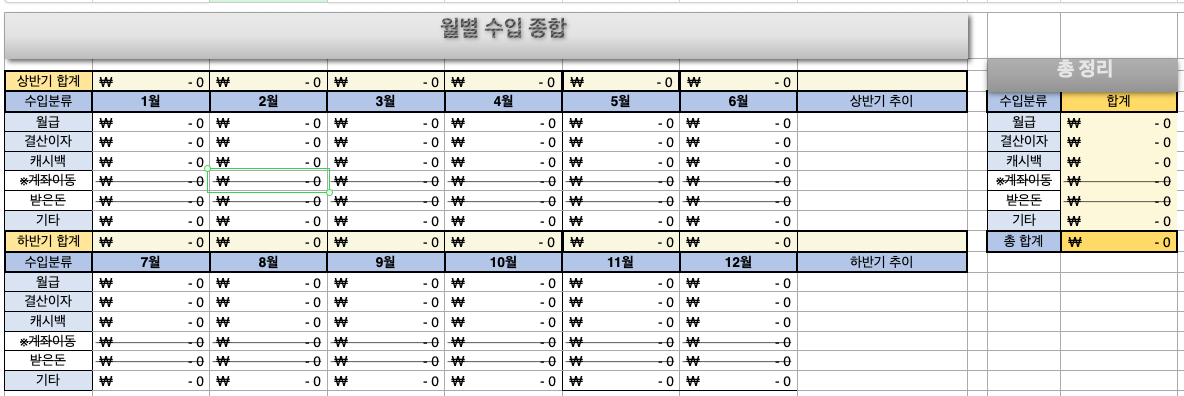 월별 수입 종합
총 정리
상반기 합계 ₩ - 0 ₩ - 0 ₩ - 0 ₩ - 0 ₩ - 0 ₩ - 0
수입분류 1월 2월 3월 4월 5월 6월 상반기 추이 수입분류 합계
월급 ₩ - 0 ₩ - 0 ₩ - 0 ₩ - 0 ₩ - 0 ₩ - 0 월급 ₩ - 0
결산이자 ₩ - 0 ₩ - 0 ₩ - 0 ₩ - 0 ₩ - 0 ₩ - 0 결산이자 ₩ - 0
캐시백 ₩ - 0 ₩ - 0 ₩ - 0 ₩ - 0 ₩ - 0 ₩ - 0 캐시백 ₩ - 0
※계좌이동 ₩ - 0 ₩ - 0 ₩ - 0 ₩ - 0 ₩ - 0 ₩ - 0 ※계좌이동 ₩ - 0
받은돈 ₩ - 0 ₩ - 0 ₩ - 0 ₩ - 0 ₩ - 0 ₩ - 0 받은돈 ₩ - 0
기타 ₩ - 0 ₩ - 0 ₩ - 0 ₩ - 0 ₩ - 0 ₩ - 0 기타 ₩ - 0
하반기 합계 ₩ - 0 ₩ - 0 ₩ - 0 ₩ - 0 ₩ - 0 ₩ - 0 총 합계 ₩ - 0
수입분류 7월 8월 9월 10월 11월 12월 하반기 추이
월급 ₩ - 0 ₩ - 0 ₩ - 0 ₩ - 0 ₩ - 0 ₩ - 0
결산이자 ₩ - 0 ₩ - 0 ₩ - 0 ₩ - 0 ₩ - 0 ₩ - 0
캐시백 ₩ - 0 ₩ - 0 ₩ - 0 ₩ - 0 ₩ - 0 ₩ - 0
※계좌이동 ₩ - 0 ₩ - 0 ₩ - 0 ₩ - 0 ₩ - 0 ₩ - 0
받은돈 ₩ - 0 ₩ - 0 ₩ - 0 ₩ - 0 ₩ - 0 ₩ - 0
기타 ₩ - 0 ₩ - 0 ₩ - 0 ₩ - 0 ₩ - 0 ₩ - 0